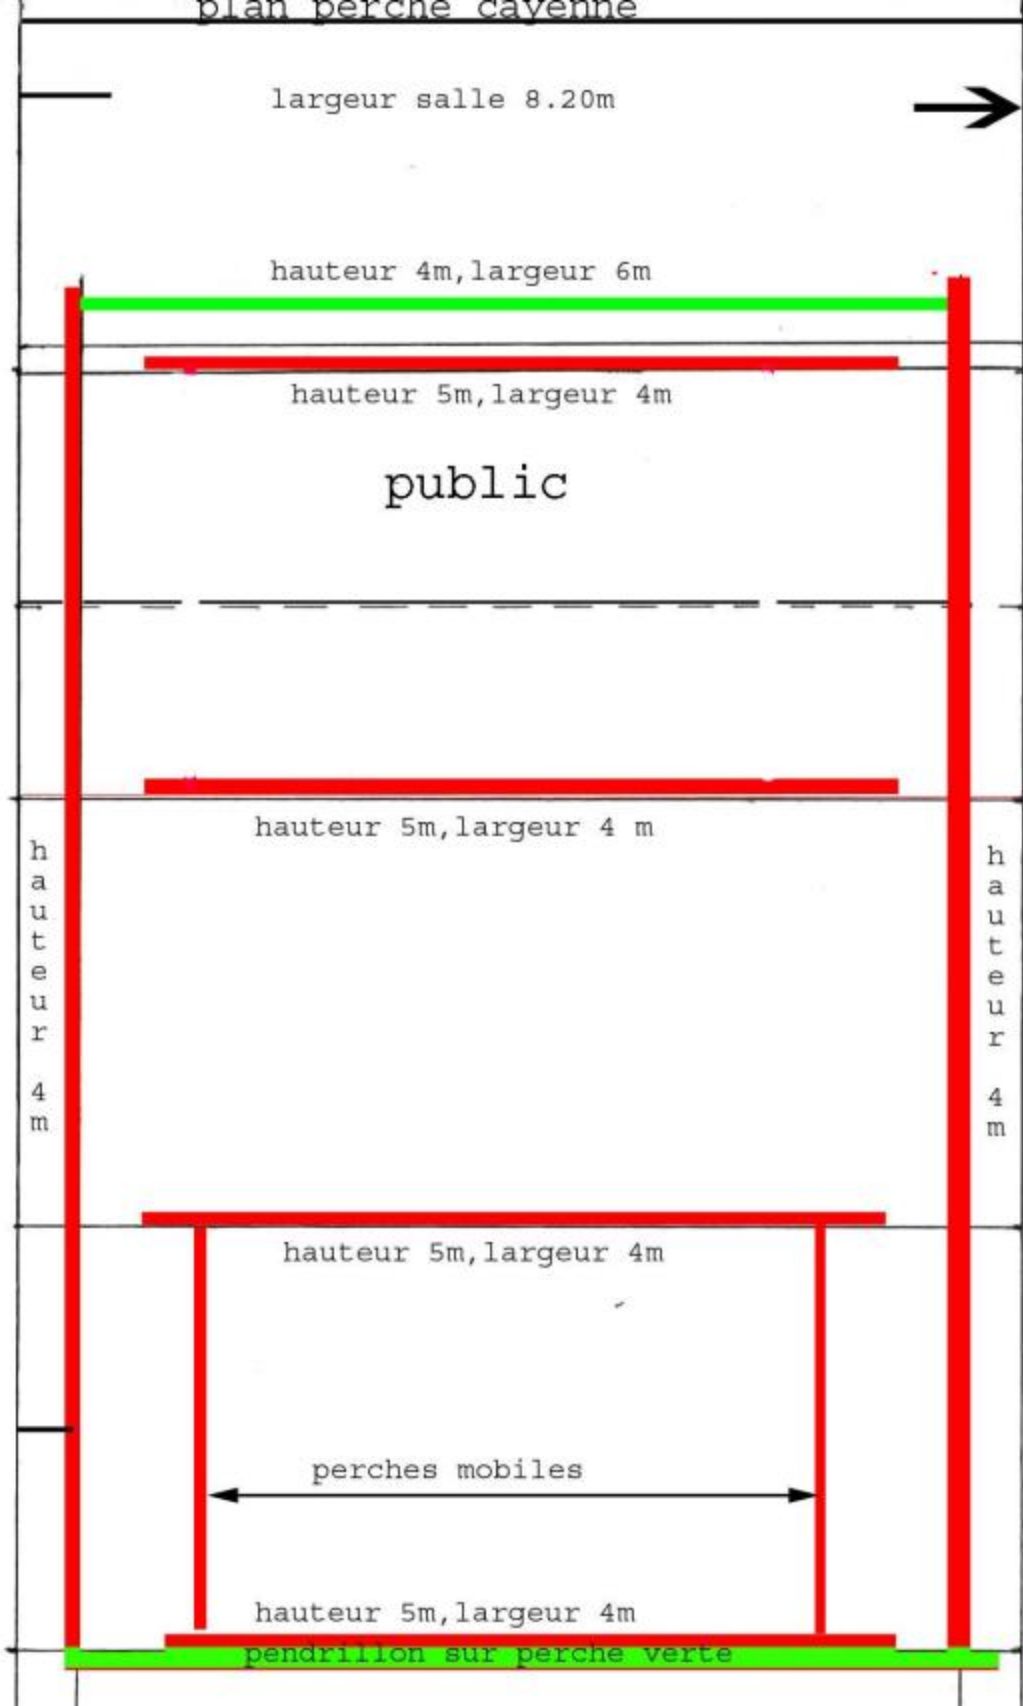 plan perche cayenne
largeur salle 8.20m
hauteur 4m,largeur 6m
hauteur 5m,largeur 4m
public
hauteur 5m,largeur 4 m
hauteur 4m
hauteur 4m
hauteur 5m,largeur 4m
perches mobiles
hauteur 5m,largeur 4m
pendrillon sur perche verte